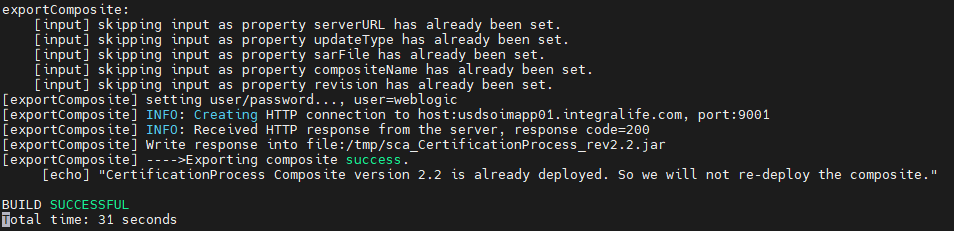 exportComposite:
[input] skipping input as property serverURL has already been set.
[input] skipping input as property updateType has already been set.
[input] skipping input as property sarFile has already been set.
[input] skipping input as property compositeName has already been set.
[input] skipping input as property revision has already been set.
[exportComposite] setting user/password..., user=weblogic
[exportComposite] INFO: Creating HTTP connection to host:usdsoimapp01.integralife.com, port:9001
[exportComposite] INFO: Received HTTP response from the server, response code=200
[exportComposite] Write response into file:/tmp/sca_CertificationProcess_rev2.2.jar
[exportComposite] ---->Exporting composite success.
[echo] "CertificationProcess Composite version 2.2 is already deployed. So we will not re-deploy the composite."
BUILD SUCCESSFUL
Total time: 31 seconds